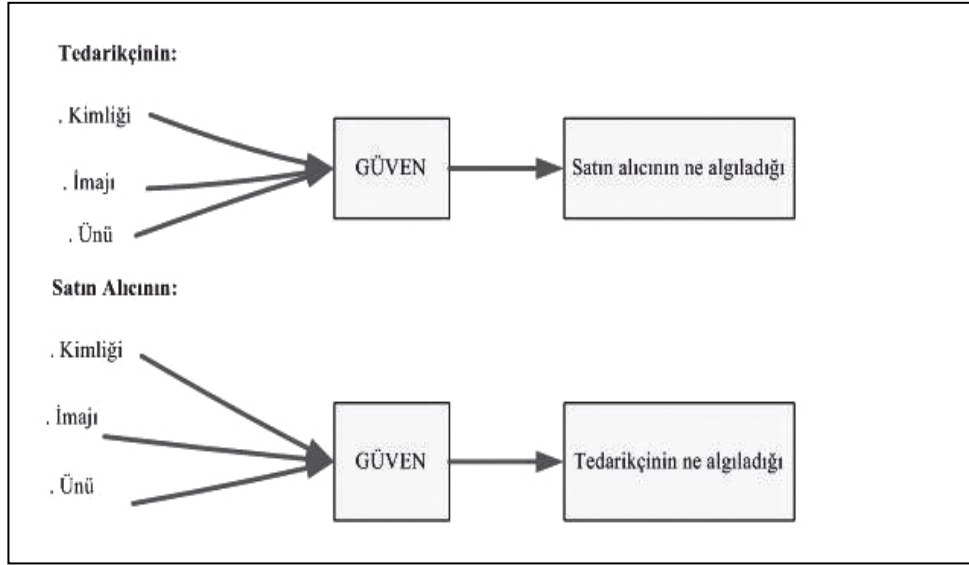 Tedarikçinin:
. Kimliği
. İmajı
. Ünü
GÜVEN
Satın alıcının ne algıladığı
Satın Alıcının:
. Kimliği
. İmajı
. Ünü
GÜVEN
Tedarikçinin ne algıladığı